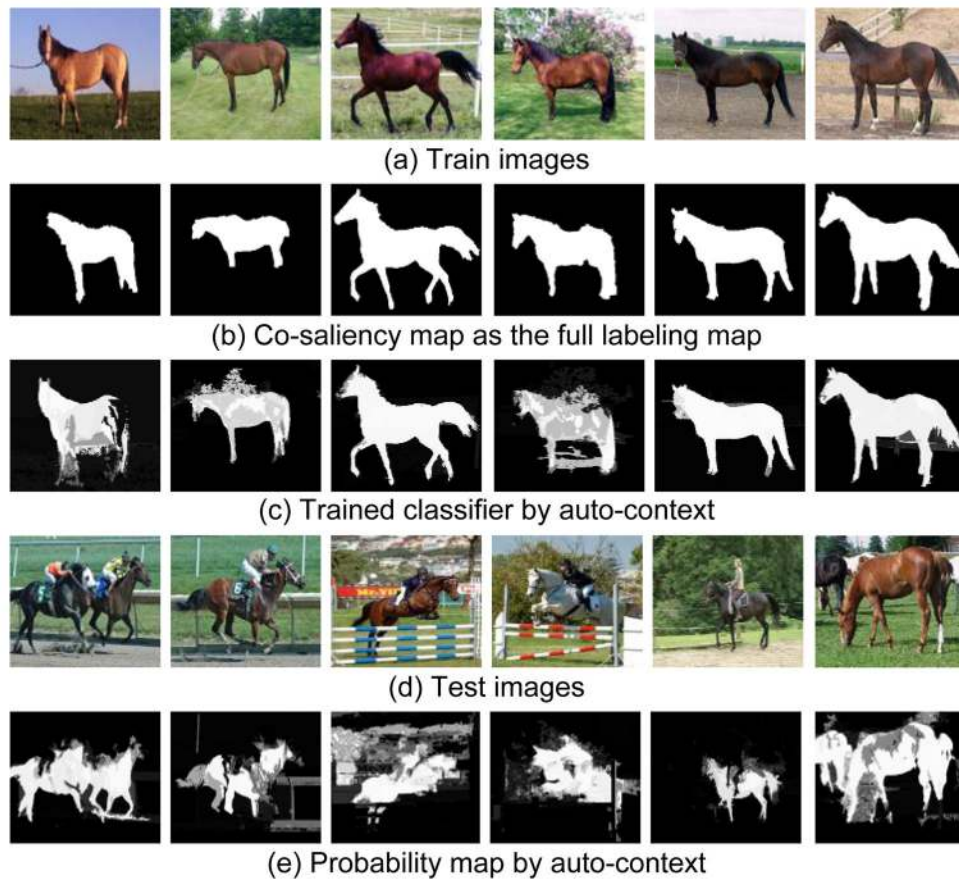 (a) Train images
(b) Co-saliency map as the full labeling map
(c) Trained classifier by auto-context
(d) Test images
(e) Probability map by auto-context